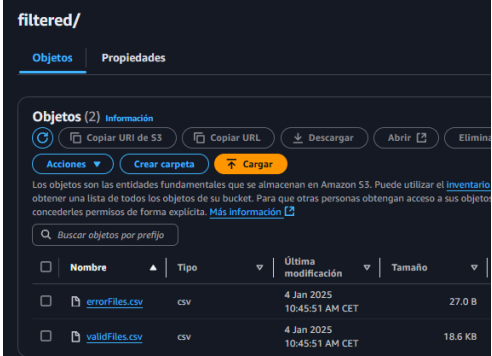 filtered/
Objetos Propiedades
Objetos (2) Información
Copiar URI de S3 Copiar URL Descargar Abrir
Acciones Crear carpeta Cargar
Los objetos son las entidades fundamentales que se almacenan en Amazon S3. Puede utilizar el inventario
obtener una lista de todos los objetos de su bucket. Para que otras personas obtengan acceso a sus objetos
concederles permisos de forma explícita. Más información
Buscar objetos por prefijo
Nombre Tipo Última modificación Tamaño
errorFiles.csv csv 4 Jan 2025 10:45:51 AM CET 27.0 B
validFiles.csv csv 4 Jan 2025 10:45:51 AM CET 18.6 KB